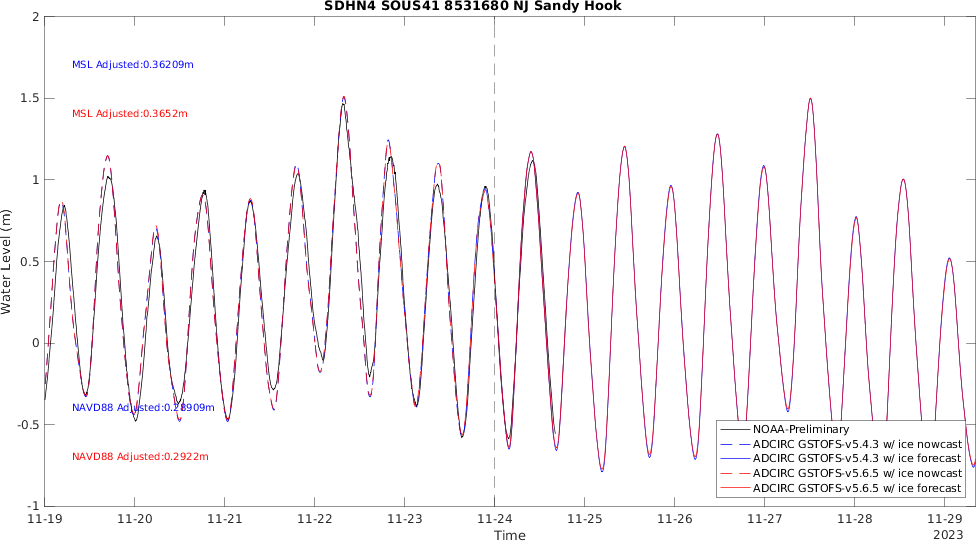 SDHN4 SOUS41 8531680 NJ Sandy Hook
2
MSL Adjusted:0.36209m
1.5
MSL Adjusted:0.3652m
1
Water Level (m)
0.5
0
NAVD88 Adjusted:0.28909m
-0.5
NOAA-Preliminary
ADCIRC GSTOFS-v5.4.3 w/ ice nowcast
ADCIRC GSTOFS-v5.4.3 w/ ice forecast
NAVD88 Adjusted:0.2922m
ADCIRC GSTOFS-v5.6.5 w/ ice nowcast
ADCIRC GSTOFS-v5.6.5 w/ ice forecast
-1
11-19 11-20 11-21 11-22 11-23 11-24 11-25 11-26 11-27 11-28 11-29
Time 2023